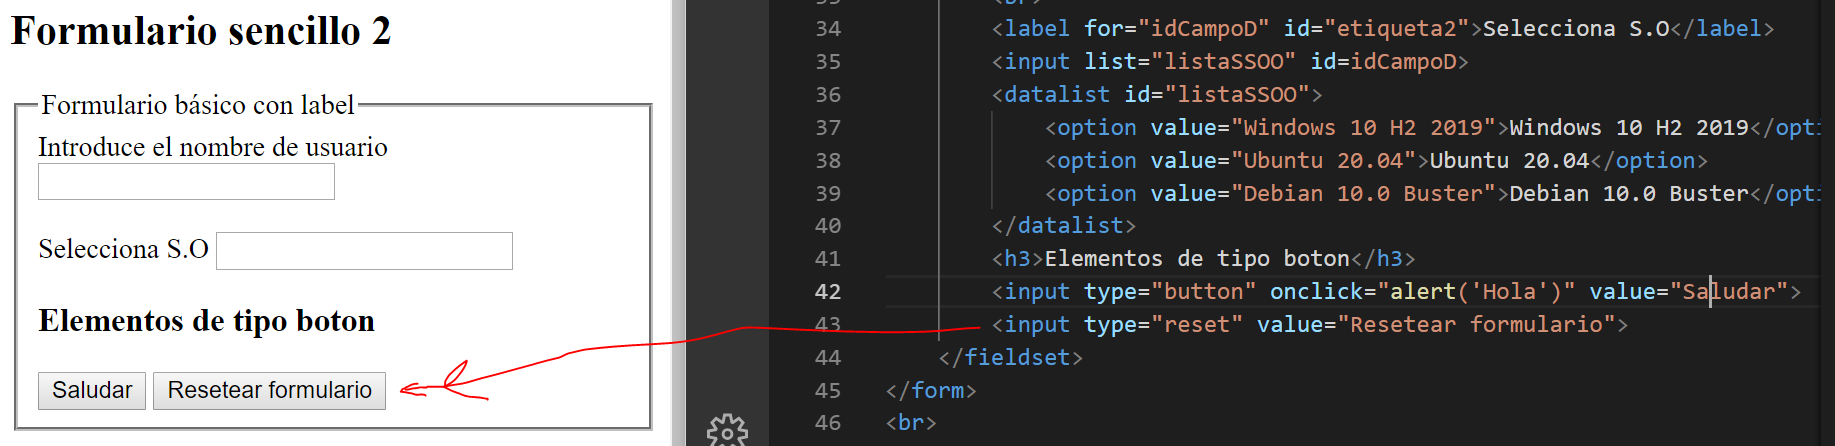 Formulario sencillo 2
Formulario básico con label
Introduce el nombre de usuario
Selecciona S.O
Elementos de tipo boton
Saludar Resetear formulario
34 <label for="idCampoD" id="etiqueta2">Selecciona S.O</label>
35 <input list="listaSSOO" id=idCampoD>
36 <datalist id="listaSSOO">
37 <option value="Windows 10 H2 2019">Windows 10 H2 2019</opti
38 <option value="Ubuntu 20.04">Ubuntu 20.04</option>
39 <option value="Debian 10.0 Buster">Debian 10.0 Buster</opti
40 </datalist>
41 <h3>Elementos de tipo boton</h3>
42 <input type="button" onclick="alert('Hola')" value="Saludar">
43 <input type="reset" value="Resetear formulario">
44 </fieldset>
45 </form>
46 <br>